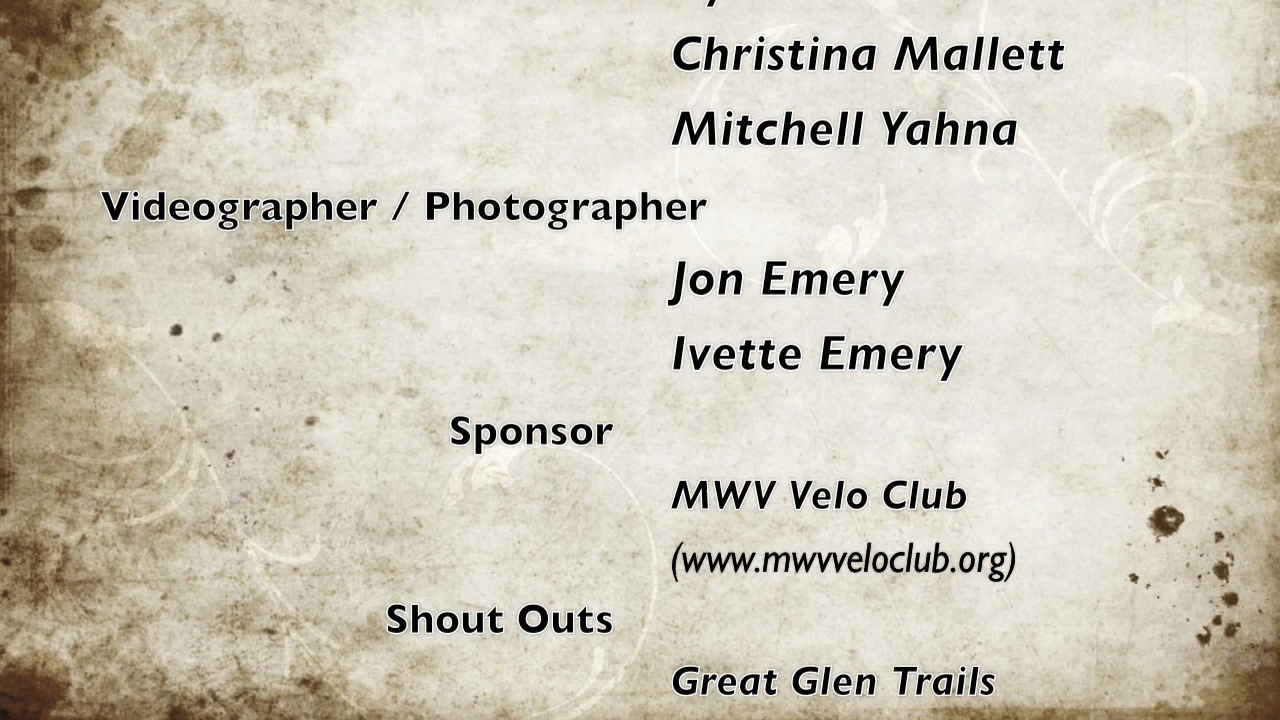 Christina Mallett
Mitchell Yahna
Videographer / Photographer
Jon Emery
Ivette Emery
Sponsor
MWV Velo Club
(www.mwvveloclub.org)
Shout Outs
Great Glen Trails